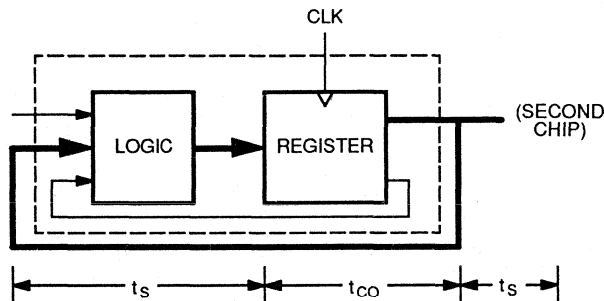 CLK
(SECOND
CHIP)
LOGIC
REGISTER
tS
tCO
tS